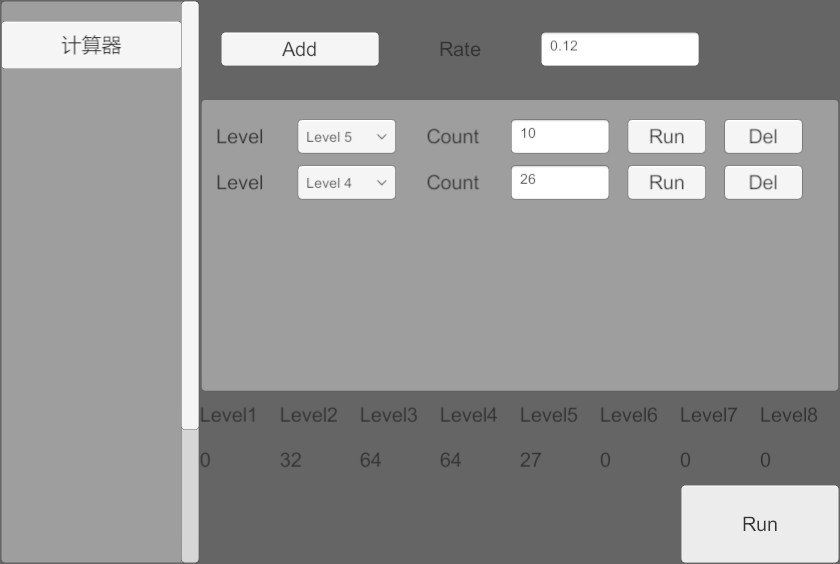 计算器
Add Rate 0.12
Level Level 5 Count 10 Run Del
Level Level 4 Count 26 Run Del
Level1 Level2 Level3 Level4 Level5 Level6 Level7 Level8
0 32 64 64 27 0 0 0
Run